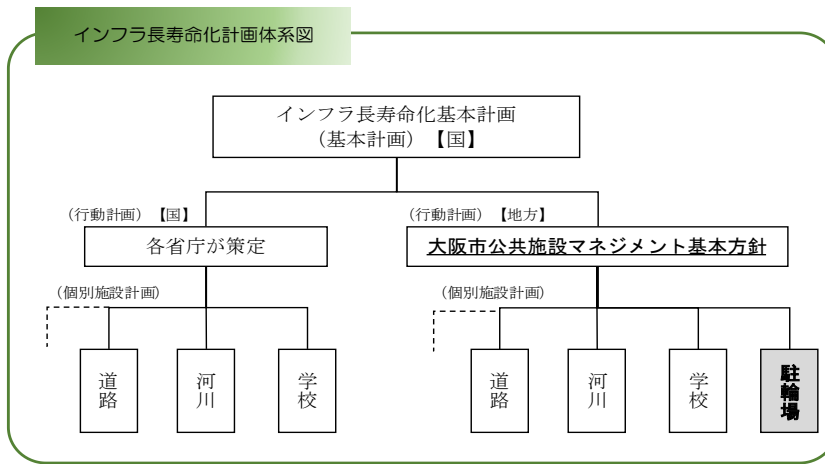 インフラ長寿命化計画体系図
インフラ長寿命化基本計画
(基本計画)【国】
(行動計画)【国】
(行動計画)【地方】
各省庁が策定
大阪市公共施設マネジメント基本方針
(個別施設計画)
(個別施設計画)
道路
河川
学校
道路
河川
学校
駐輪場